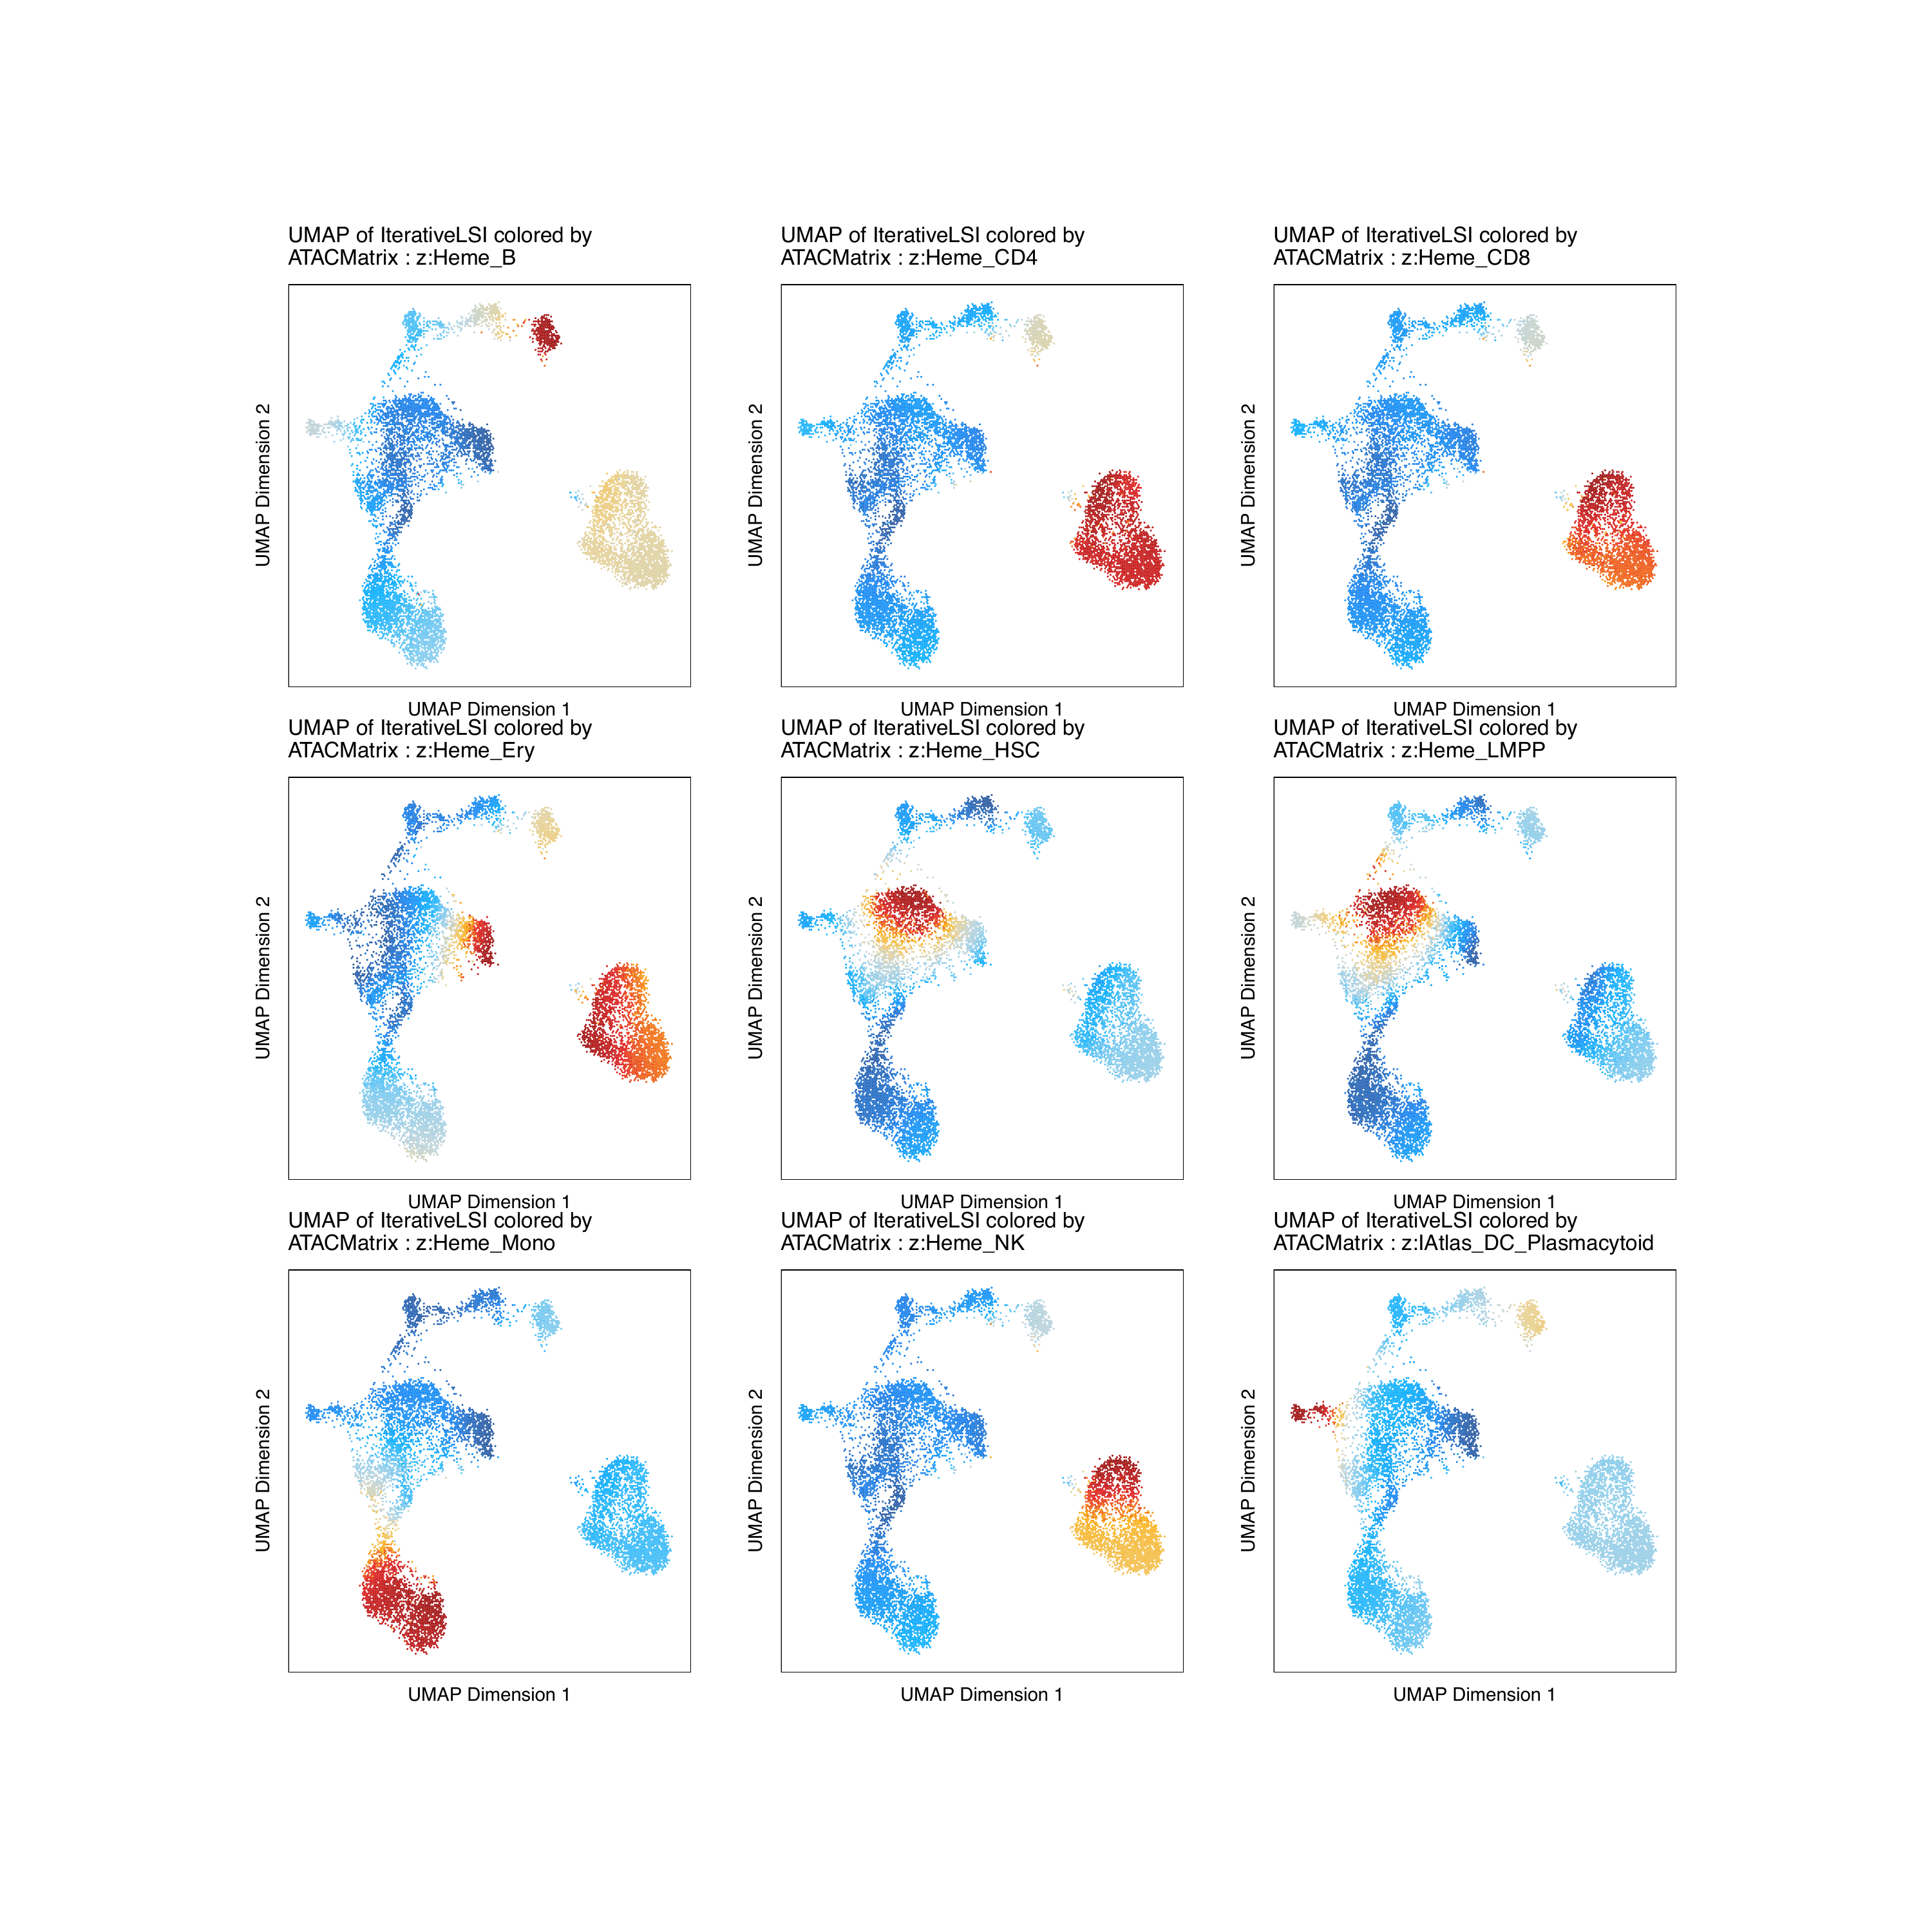 UMAP of IterativeLSI colored by
ATACMatrix : z:Heme_B
UMAP Dimension 2
UMAP Dimension 1
UMAP of IterativeLSI colored by
ATACMatrix : z:Heme_CD4
UMAP Dimension 2
UMAP Dimension 1
UMAP of IterativeLSI colored by
ATACMatrix : z:Heme_CD8
UMAP Dimension 2
UMAP Dimension 1
UMAP of IterativeLSI colored by
ATACMatrix : z:Heme_Ery
UMAP Dimension 2
UMAP Dimension 1
UMAP of IterativeLSI colored by
ATACMatrix : z:Heme_HSC
UMAP Dimension 2
UMAP Dimension 1
UMAP of IterativeLSI colored by
ATACMatrix : z:Heme_LMPP
UMAP Dimension 2
UMAP Dimension 1
UMAP of IterativeLSI colored by
ATACMatrix : z:Heme_Mono
UMAP Dimension 2
UMAP Dimension 1
UMAP of IterativeLSI colored by
ATACMatrix : z:Heme_NK
UMAP Dimension 2
UMAP Dimension 1
UMAP of IterativeLSI colored by
ATACMatrix : z:IAtlas_DC_Plasmacytoid
UMAP Dimension 2
UMAP Dimension 1